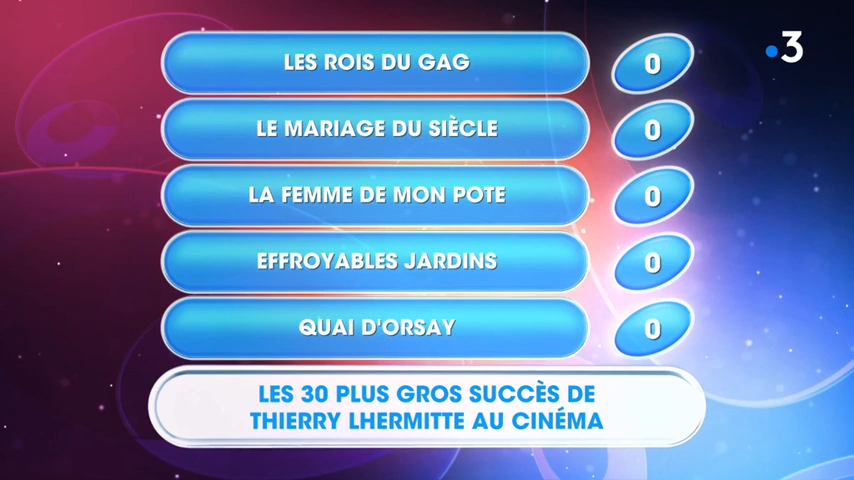 LES ROIS DU GAG 0
3
LE MARIAGE DU SIÈCLE 0
LA FEMME DE MON POTE 0
EFFROYABLES JARDINS 0
QUAI D'ORSAY 0
LES 30 PLUS GROS SUCCÈS DE
THIERRY LHERMITTE AU CINÉMA